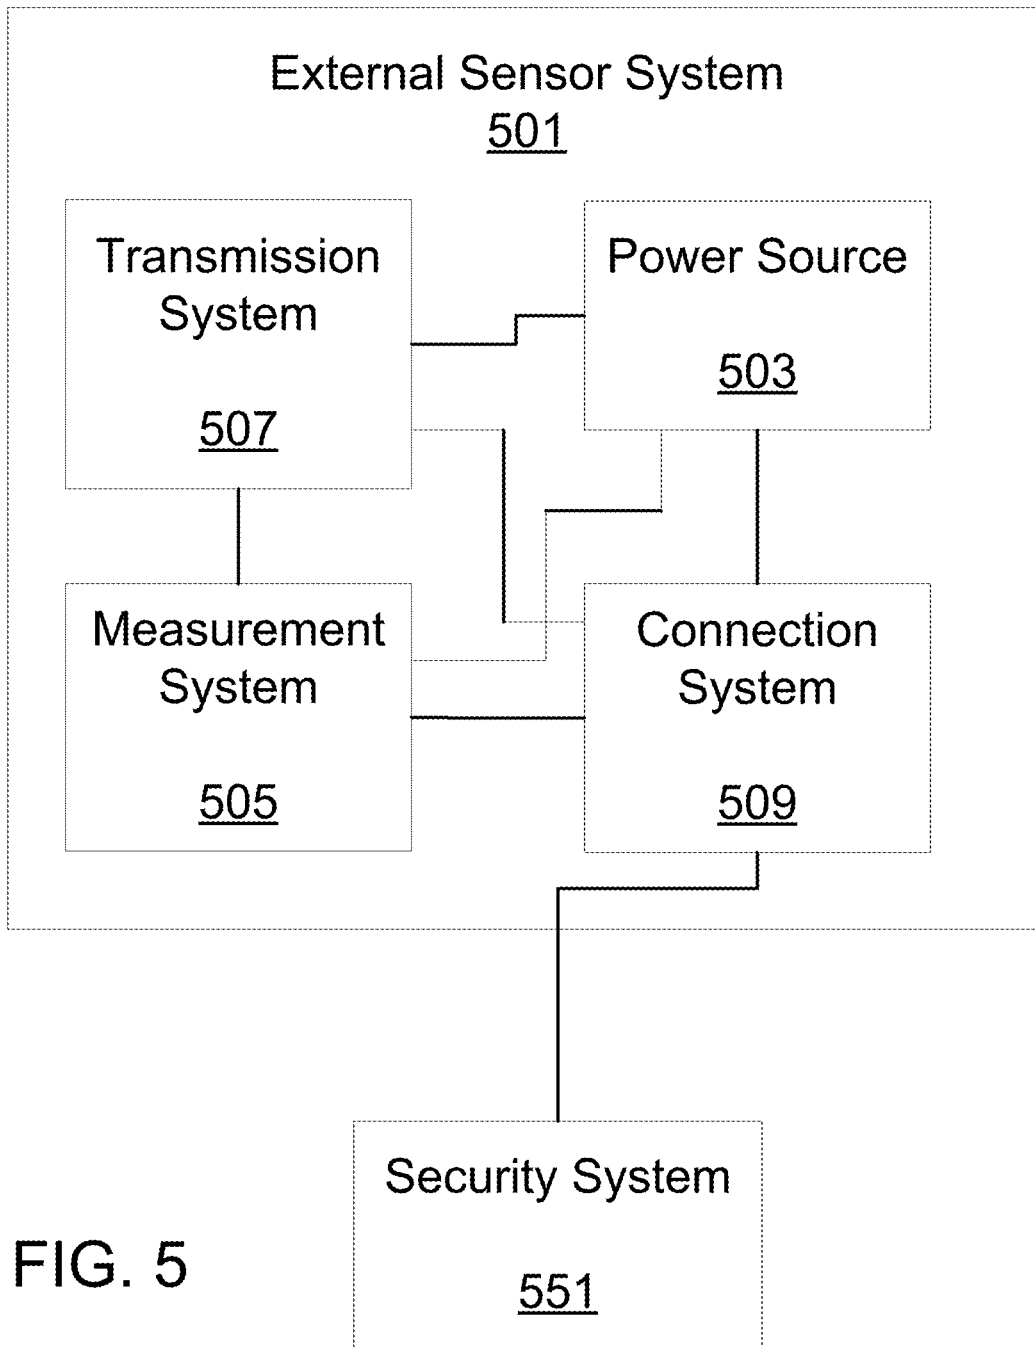 External Sensor System
501
Transmission
System
507
Power Source
503
Measurement
System
505
Connection
System
509
Security System
551
FIG. 5